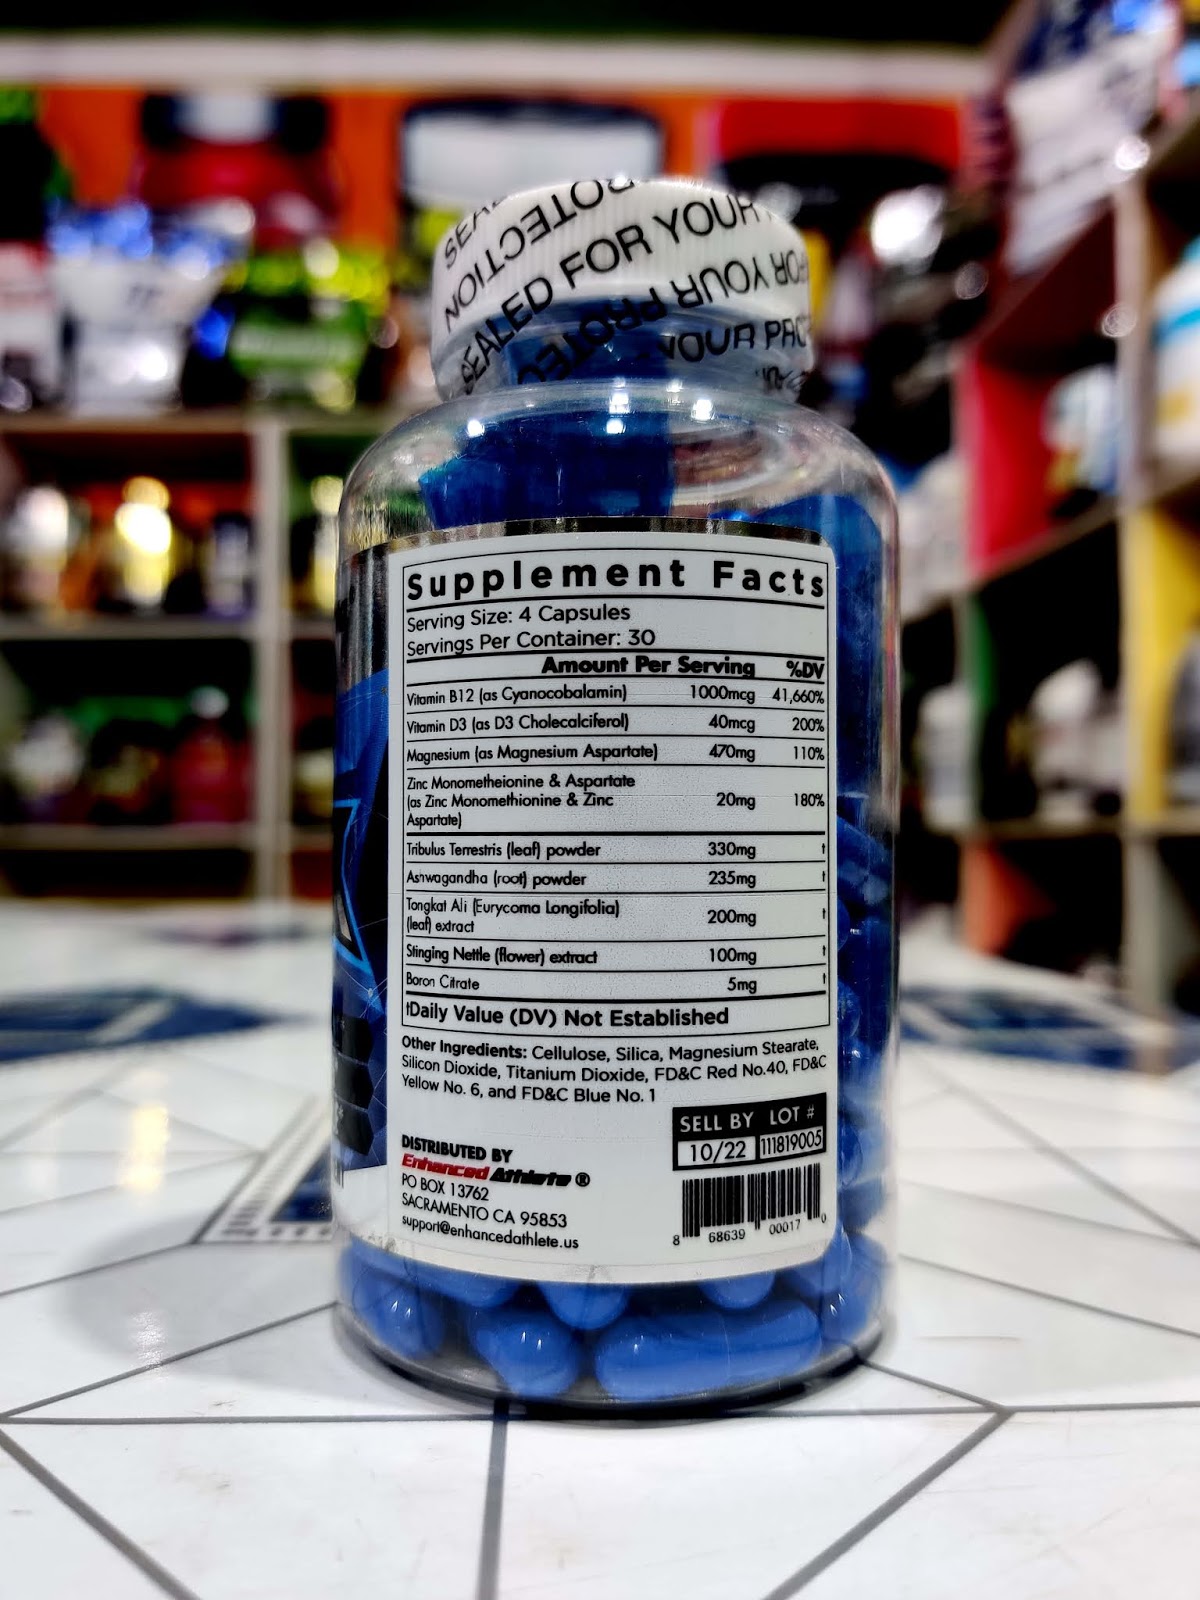 SEALED FOR YOUR
PROTECTION
FOR YOUR PROTEC
YOUR PRO
Supplement Facts
Serving Size: 4 Capsules
Servings Per Container: 30
Amount Per Serving %DV
Vitamin B12 (as Cyanocobalamin) 1000mcg 41,660%
Vitamin D3 (as D3 Cholecalciferol) 40mcg 200%
Magnesium (as Magnesium Aspartate) 470mg 110%
Zinc Monometheionine & Aspartate
(as Zinc Monomethionine & Zinc 20mg 180%
Aspartate)
Tribulus Terrestris (leaf) powder 330mg †
Ashwagandha (root) powder 235mg †
Tongkat Ali (Eurycoma Longifolia) 200mg †
(leaf) extract
Stinging Nettle (flower) extract 100mg †
Boron Citrate 5mg †
†Daily Value (DV) Not Established
Other Ingredients: Cellulose, Silica, Magnesium Stearate,
Silicon Dioxide, Titanium Dioxide, FD&C Red No.40, FD&C
Yellow No. 6, and FD&C Blue No. 1
SELL BY LOT #
10/22 111819005
DISTRIBUTED BY
Enhanced Athlete ®
PO BOX 13762
SACRAMENTO CA 95853
support@enhancedathlete.us
8 68639 00017 0